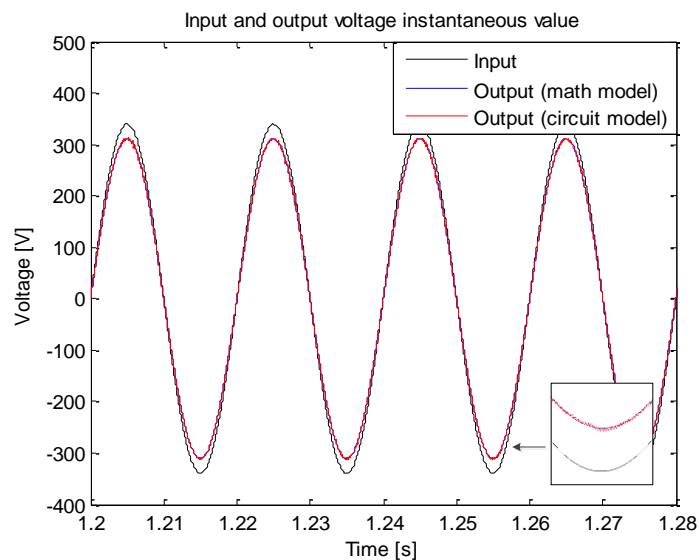 Input and output voltage instantaneous value
500
400
300
200
100
0
-100
-200
-300
-400
Voltage [V]
Input
Output (math model)
Output (circuit model)
1.2 1.21 1.22 1.23 1.24 1.25 1.26 1.27 1.28
Time [s]